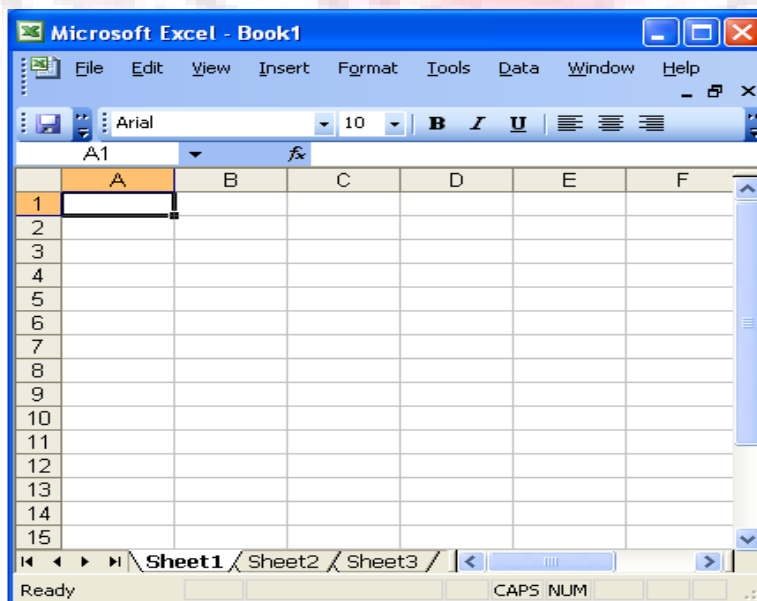 Microsoft Excel - Book1
File Edit View Insert Format Tools Data Window Help
Arial 10 B I U
A1 fx
A B C D E F
1
2
3
4
5
6
7
8
9
10
11
12
13
14
15
Sheet1 Sheet2 Sheet3
Ready CAPS NUM